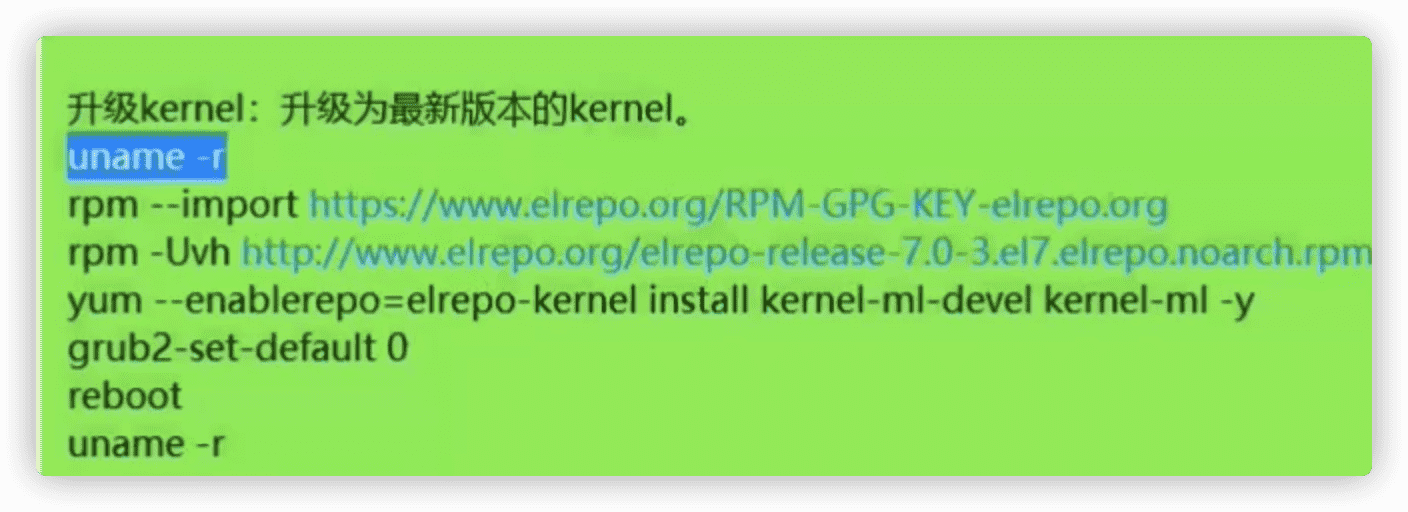 升级kernel：升级为最新版本的kernel。
uname -r
rpm --import https://www.elrepo.org/RPM-GPG-KEY-elrepo.org
rpm -Uvh http://www.elrepo.org/elrepo-release-7.0-3.el7.elrepo.noarch.rpm
yum --enablerepo=elrepo-kernel install kernel-ml-devel kernel-ml -y
grub2-set-default 0
reboot
uname -r